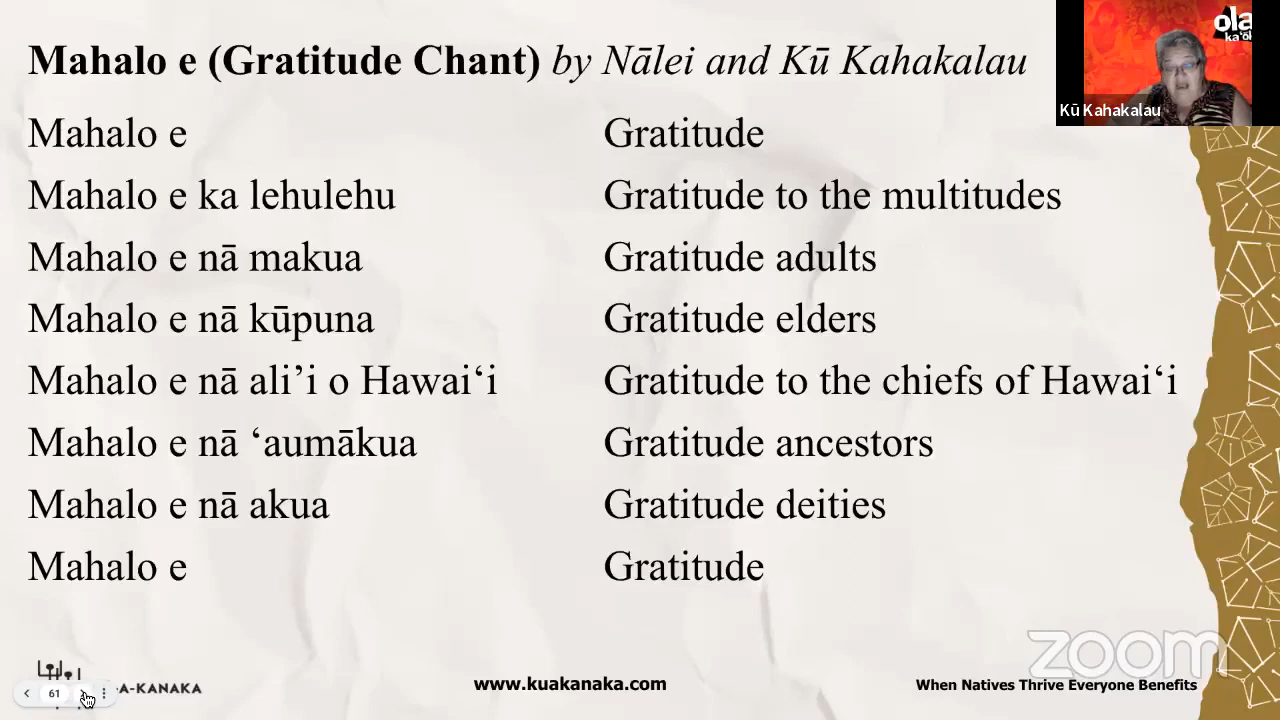 Mahalo e (Gratitude Chant) by Nālei and Kū Kahakalau
ola
Kū Kahakalau
Mahalo e Gratitude
Mahalo e ka lehulehu Gratitude to the multitudes
Mahalo e nā makua Gratitude adults
Mahalo e nā kūpuna Gratitude elders
Mahalo e nā ali’i o Hawai‘i Gratitude to the chiefs of Hawai‘i
Mahalo e nā ‘aumākua Gratitude ancestors
Mahalo e nā akua Gratitude deities
Mahalo e Gratitude
zoom
61
A-KANAKA
www.kuakanaka.com
When Natives Thrive Everyone Benefits